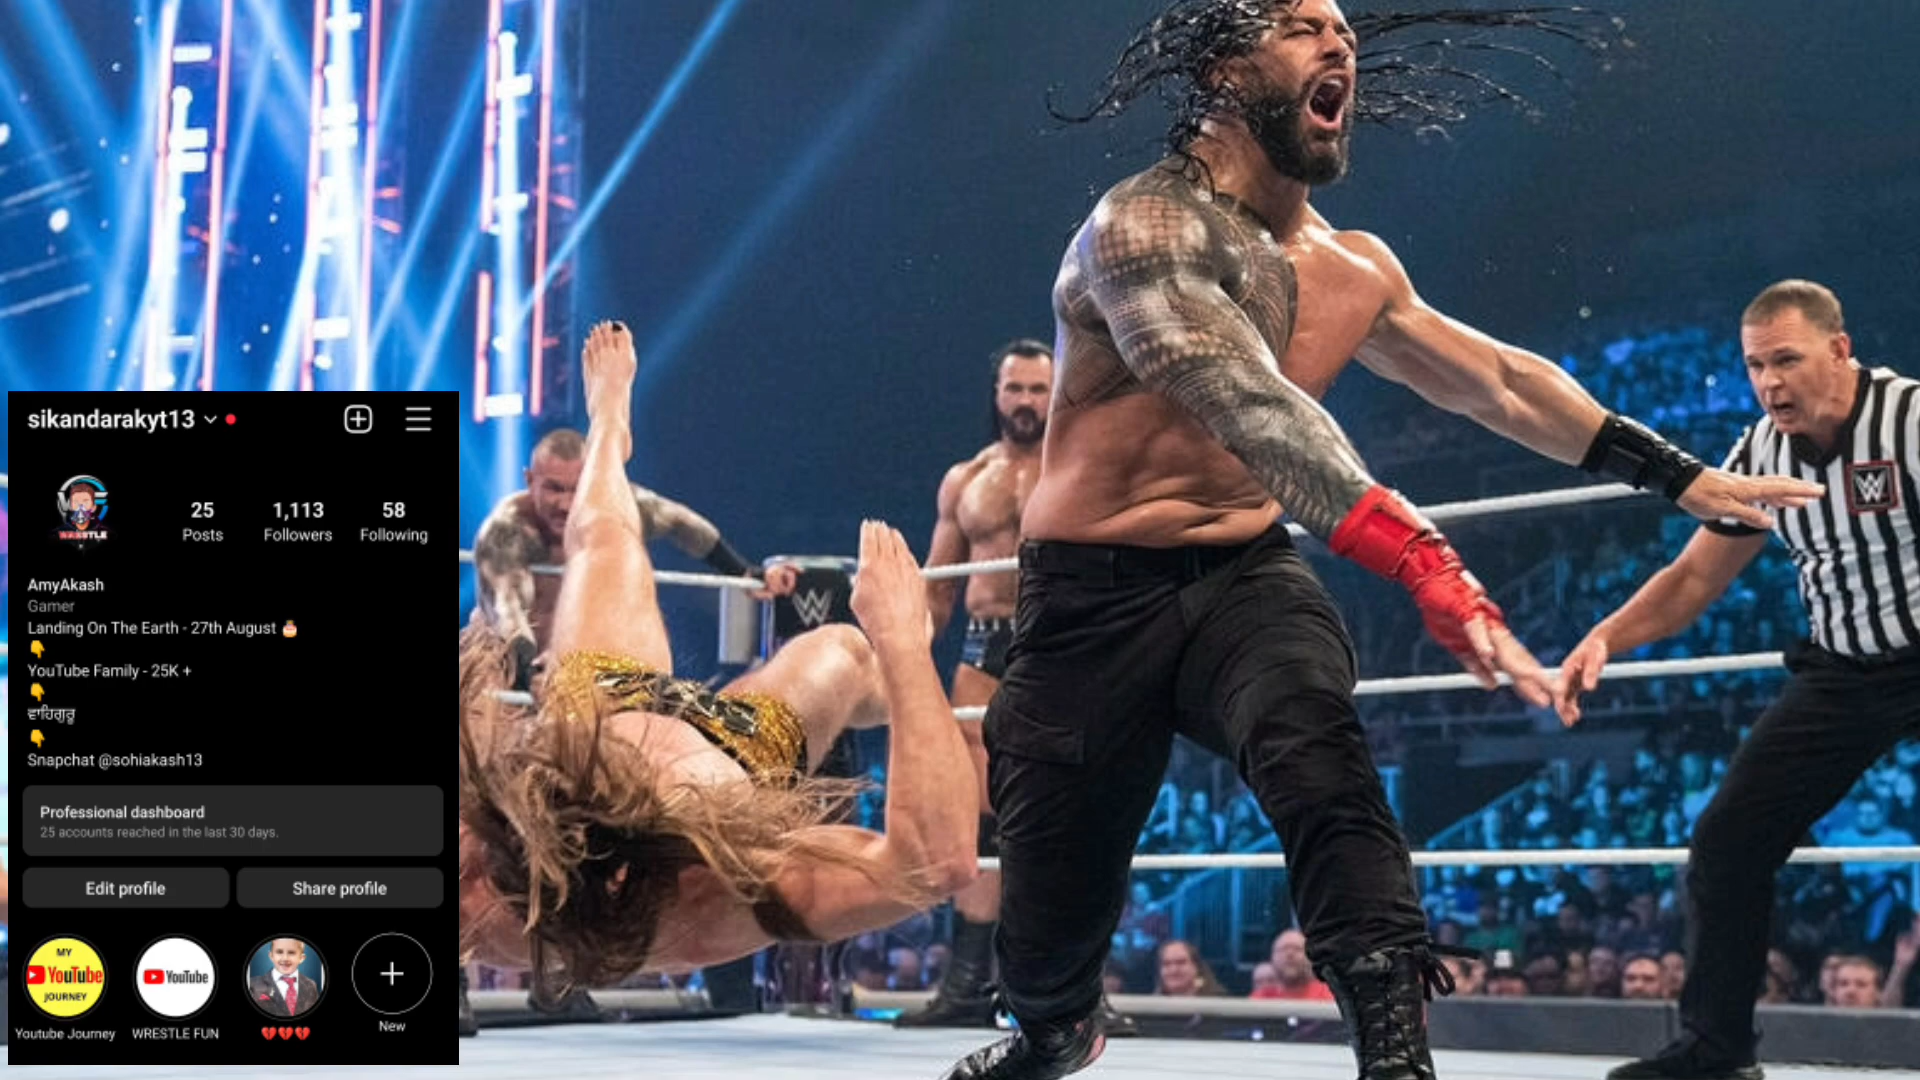 sikandarakyt13
25 1,113 58
Posts Followers Following
WRESTLE
AmyAkash
Gamer
Landing On The Earth - 27th August 🎂
👇
YouTube Family - 25K +
👇
ਵਾਹਿਗੁਰੂ
👇
Snapchat @sohiakash13
Professional dashboard
25 accounts reached in the last 30 days.
Edit profile Share profile
MY
YouTube
JOURNEY
YouTube
Youtube Journey WRESTLE FUN 💔💔💔 New
W
W